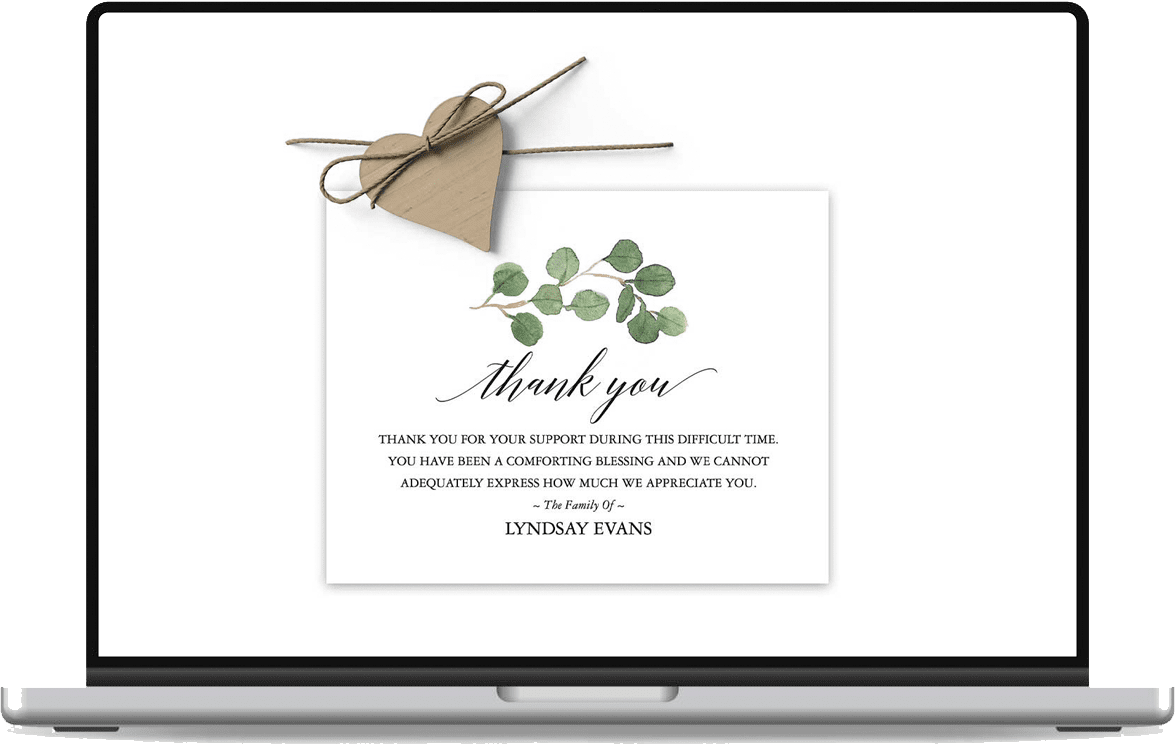 thank you
THANK YOU FOR YOUR SUPPORT DURING THIS DIFFICULT TIME.
YOU HAVE BEEN A COMFORTING BLESSING AND WE CANNOT
ADEQUATELY EXPRESS HOW MUCH WE APPRECIATE YOU.
~ The Family Of ~
LYNDSAY EVANS